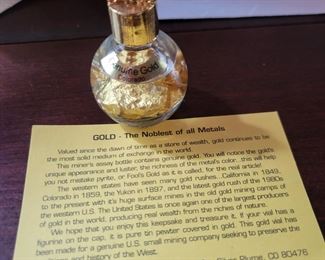 Genuine Gold
Colorado
GOLD - The Noblest of all Metals
Valued since the dawn of time as a store of wealth, gold continues to be
the most solid medium of exchange in the world.
This miner's assay bottle contains genuine gold. You will notice the gold's
unique appearance and luster; the richness of the metal's color...this will help
you not mistake pyrite, or Fool's Gold as it is called, for the real article!
The western states have seen many gold rushes...California in 1849,
Colorado in 1859, the Yukon in 1897, and the latest gold rush of the 1980s
to the present with it's huge surface mines in the old gold mining camps of
the western U.S. The United States is once again one of the largest producers
of gold in the world, producing real wealth from the riches of nature.
We hope that you enjoy this keepsake and treasure it. If your vial has a
figurine on the cap, it is pure tin pewter covered in gold. This vial has
been made for a genuine U.S. small mining company seeking to preserve the
and history of the West.
Silver Plume, CO 80476